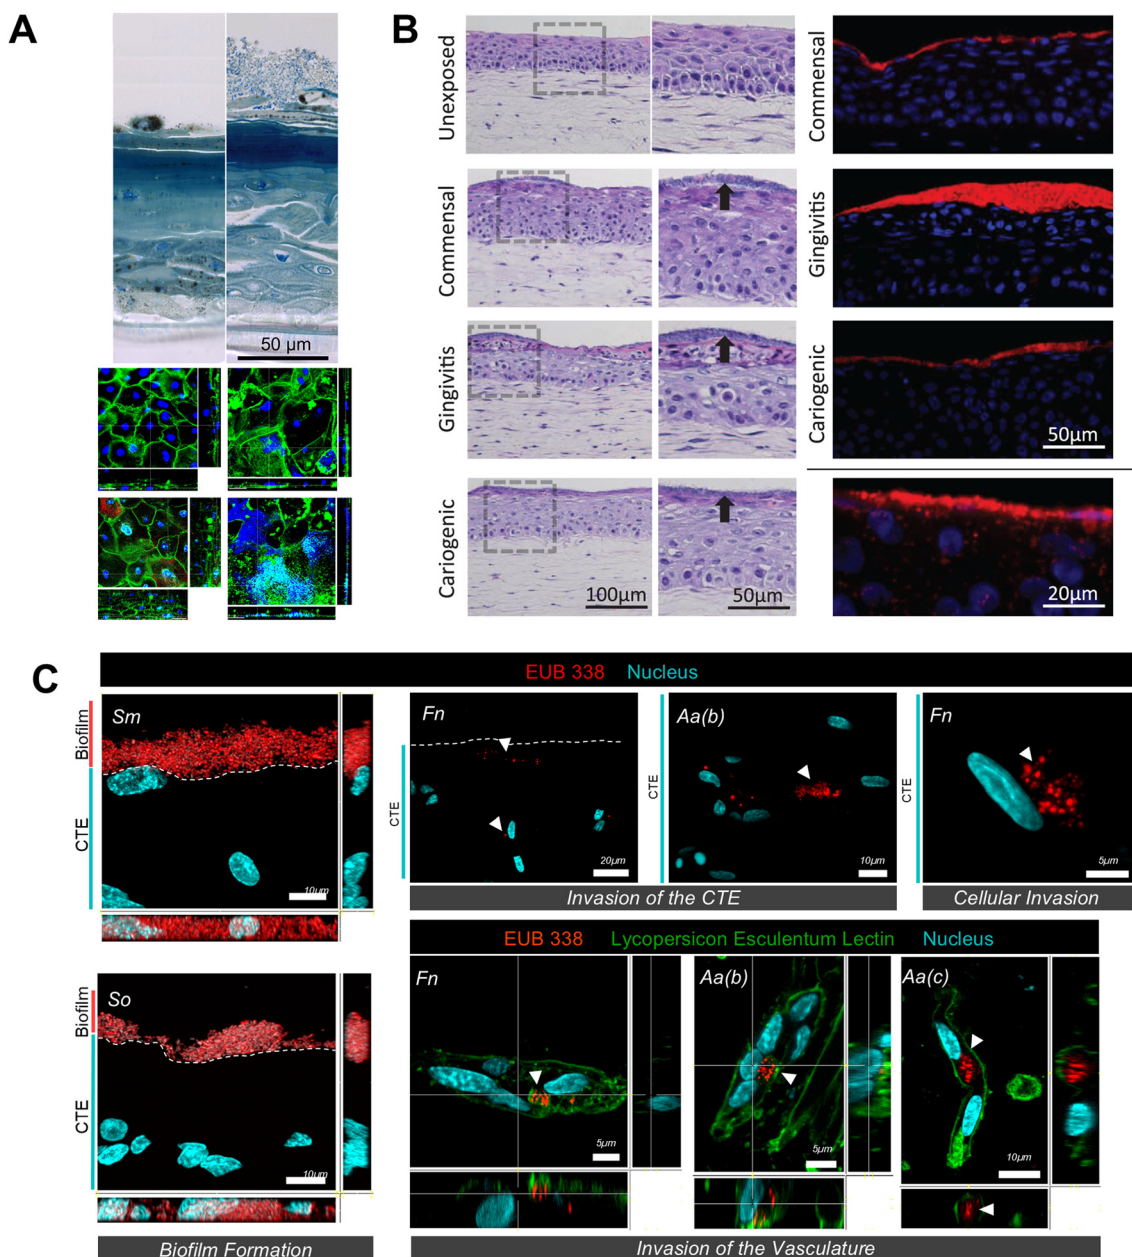 A
50 µm
B
Unexposed
Commensal
Gingivitis
Cariogenic
100µm
50µm
Commensal
Gingivitis
Cariogenic
50µm
20µm
C
EUB 338 Nucleus
Biofilm
CTE
Sm
10µm
Fn
CTE
20µm
Aa(b)
CTE
10µm
Invasion of the CTE
Fn
CTE
5µm
Cellular Invasion
Biofilm
CTE
So
10µm
Biofilm Formation
EUB 338 Lycopersicon Esculentum Lectin Nucleus
Fn
5µm
Aa(b)
5µm
Aa(c)
10µm
Invasion of the Vasculature